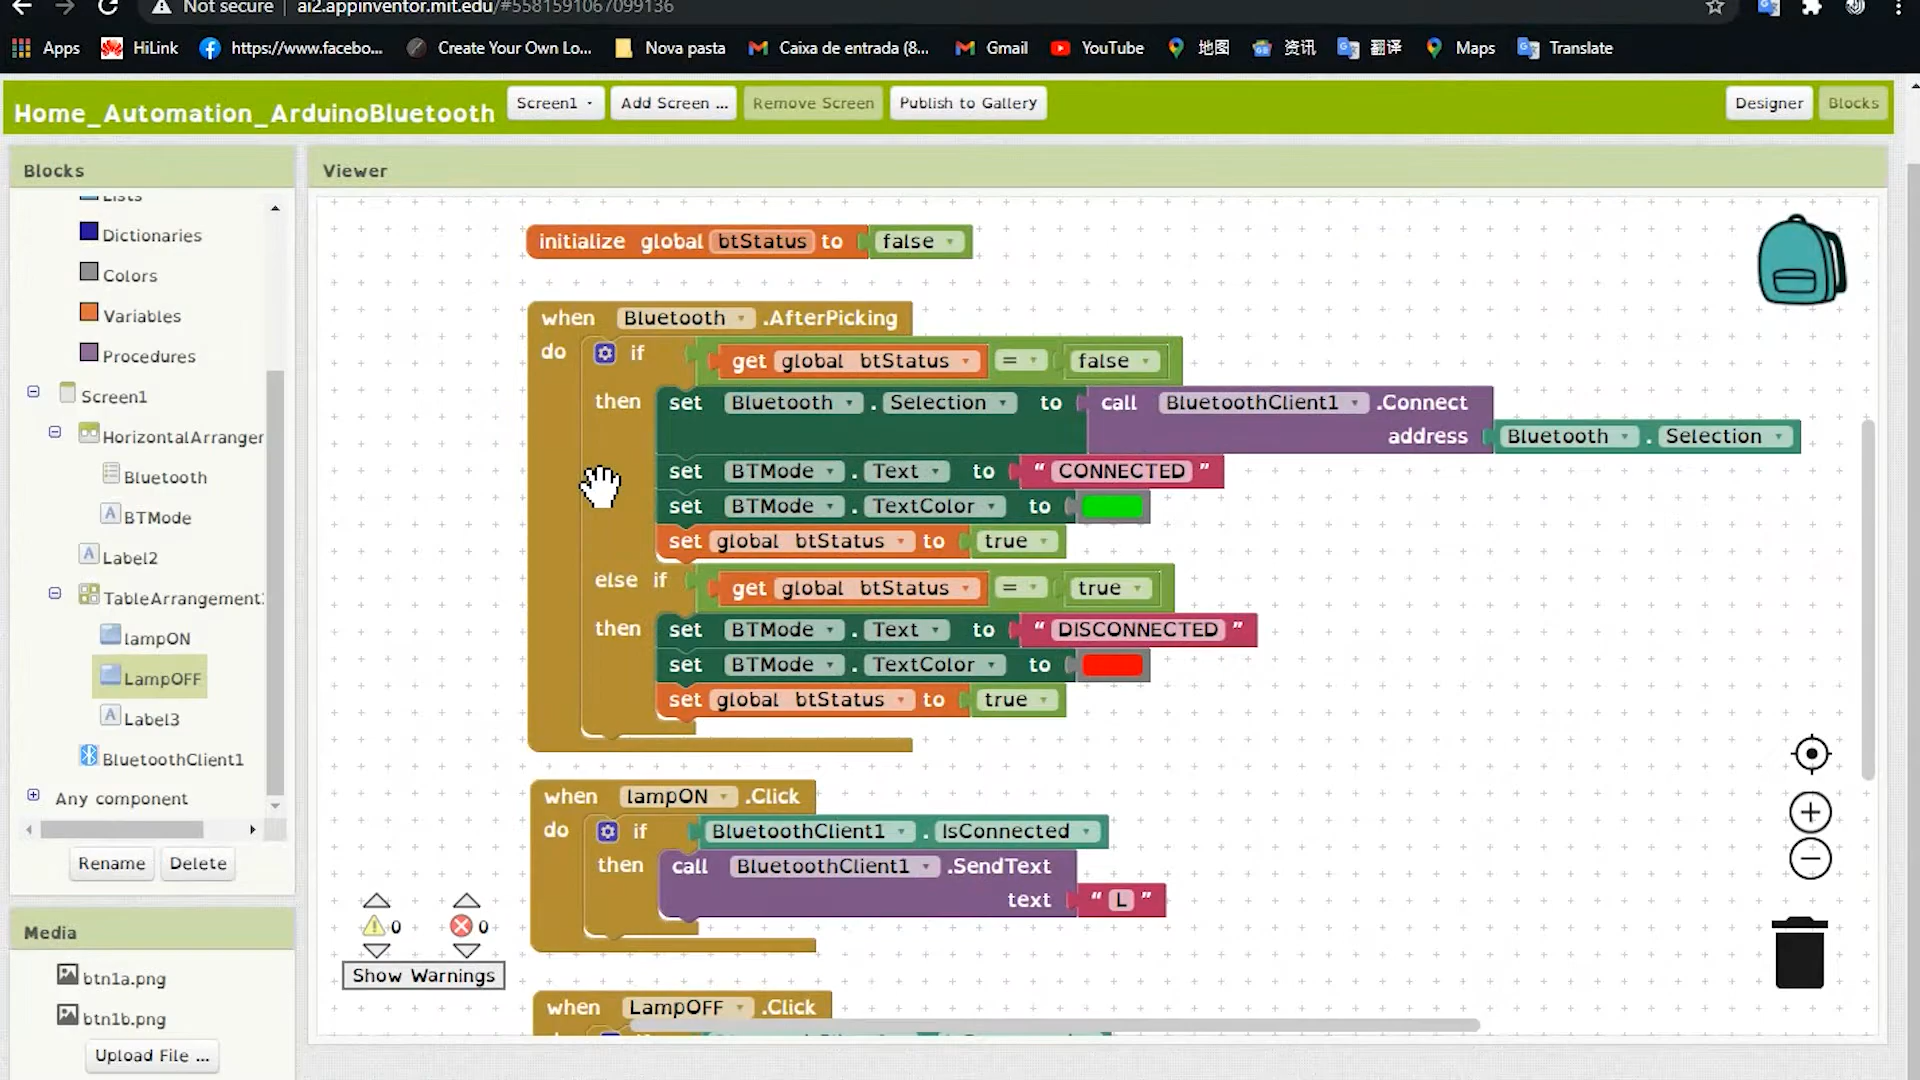 Not secure ai2.appinventor.mit.edu/#5581591067099136
Apps HiLink https://www.facebo... Create Your Own Lo... Nova pasta Caixa de entrada (8... Gmail YouTube 地图 资讯 翻译 Maps Translate
Home_Automation_ArduinoBluetooth Screen1 Add Screen ... Remove Screen Publish to Gallery Designer Blocks
Blocks
Lists
Dictionaries
Colors
Variables
Procedures
Screen1
HorizontalArranger
Bluetooth
BTMode
Label2
TableArrangement
lampON
LampOFF
Label3
BluetoothClient1
Any component
Rename Delete
Media
btn1a.png
btn1b.png
Upload File ...
Viewer
initialize global btStatus to false
when Bluetooth .AfterPicking
do if get global btStatus = false
then set Bluetooth . Selection to call BluetoothClient1 .Connect
address Bluetooth . Selection
set BTMode . Text to “ CONNECTED ”
set BTMode . TextColor to
set global btStatus to true
else if get global btStatus = true
then set BTMode . Text to “ DISCONNECTED ”
set BTMode . TextColor to
set global btStatus to true
when lampON .Click
do if BluetoothClient1 . IsConnected
then call BluetoothClient1 .SendText
text “ L ”
when LampOFF .Click
0 0
Show Warnings